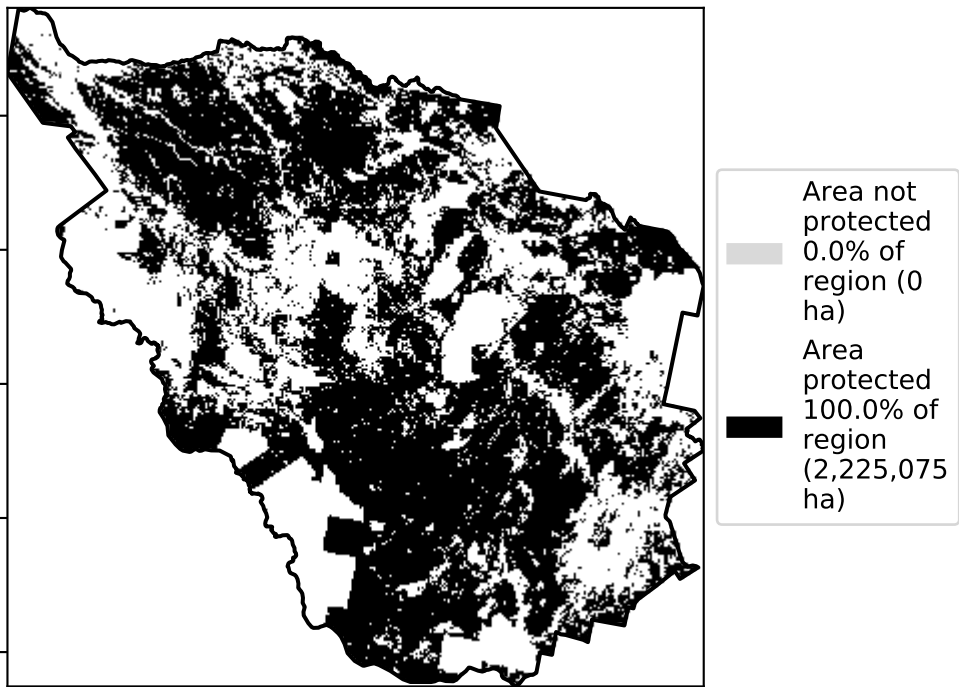 Area not
protected
0.0% of
region (0
ha)
Area
protected
100.0% of
region
(2,225,075
ha)